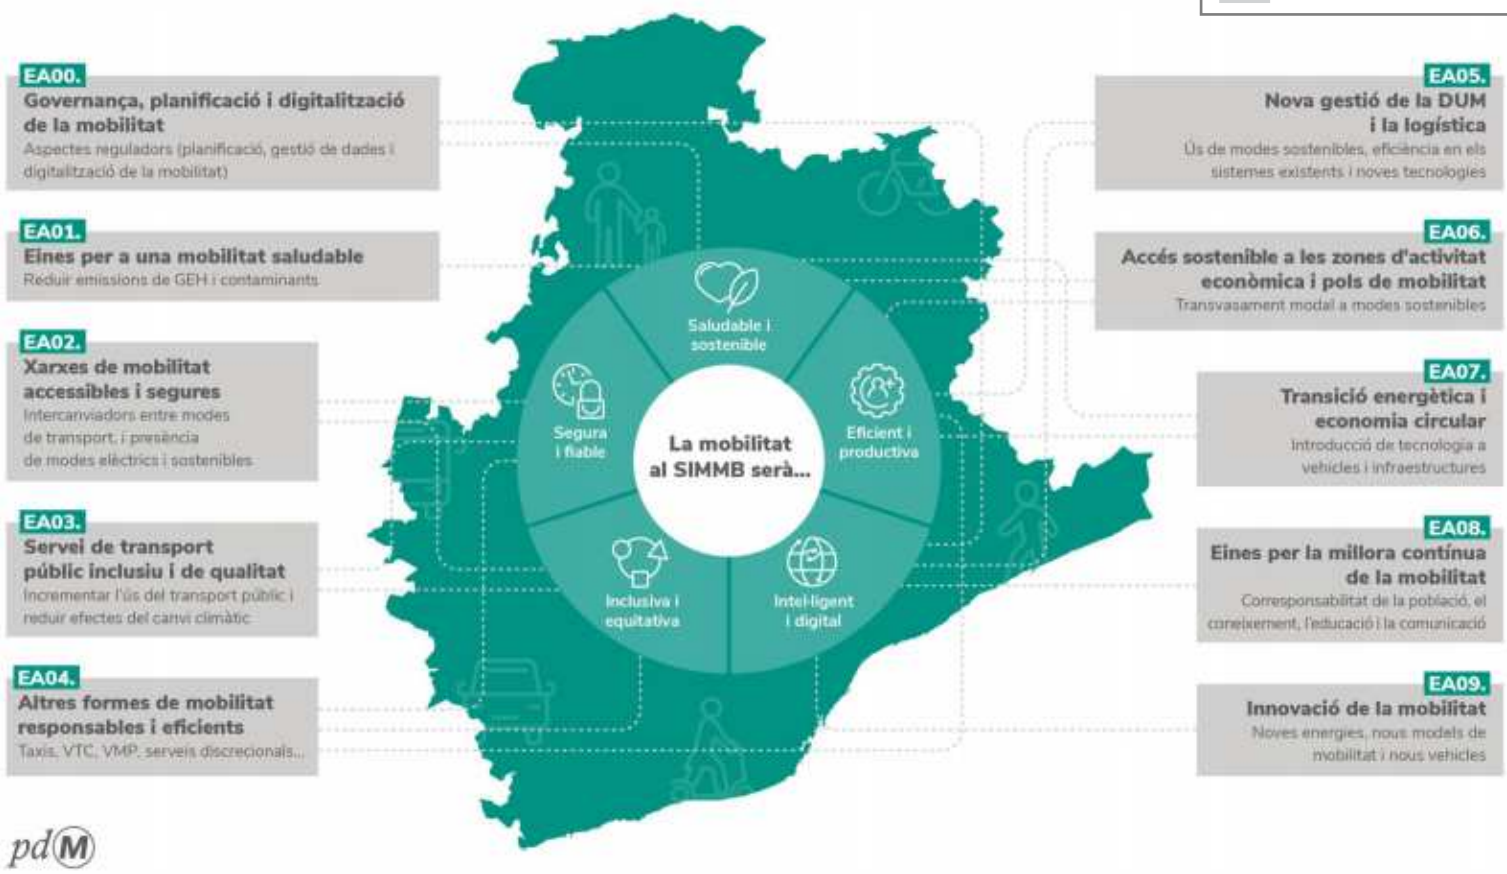 EA00.
Governança, planificació i digitalització
de la mobilitat
Aspectes reguladors (planificació, gestió de dades i
digitalització de la mobilitat)
EA01.
Eines per a una mobilitat saludable
Reduir emissions de GEH i contaminants
EA02.
Xarxes de mobilitat
accessibles i segures
Intercanviadors entre modes
de transport, i presència
de modes elèctrics i sostenibles
EA03.
Servei de transport
públic inclusiu i de qualitat
Incrementar l'ús del transport públic i
reduir efectes del canvi climàtic
EA04.
Altres formes de mobilitat
responsables i eficients
Taxis, VTC, VMP, serveis discrecionals...
Saludable i
sostenible
Segura
i fiable
Eficient i
productiva
La mobilitat
al SIMMB serà...
Inclusiva i
equitativa
Intel·ligent
i digital
EA05.
Nova gestió de la DUM
i la logística
Ús de modes sostenibles, eficiència en els
sistemes existents i noves tecnologies
EA06.
Accés sostenible a les zones d'activitat
econòmica i pols de mobilitat
Transvasament modal a modes sostenibles
EA07.
Transició energètica i
economia circular
Introducció de tecnologia a
vehicles i infraestructures
EA08.
Eines per la millora contínua
de la mobilitat
Corresponsabilitat de la població, el
coneixement, l'educació i la comunicació
EA09.
Innovació de la mobilitat
Noves energies, nous models de
mobilitat i nous vehicles
pdM